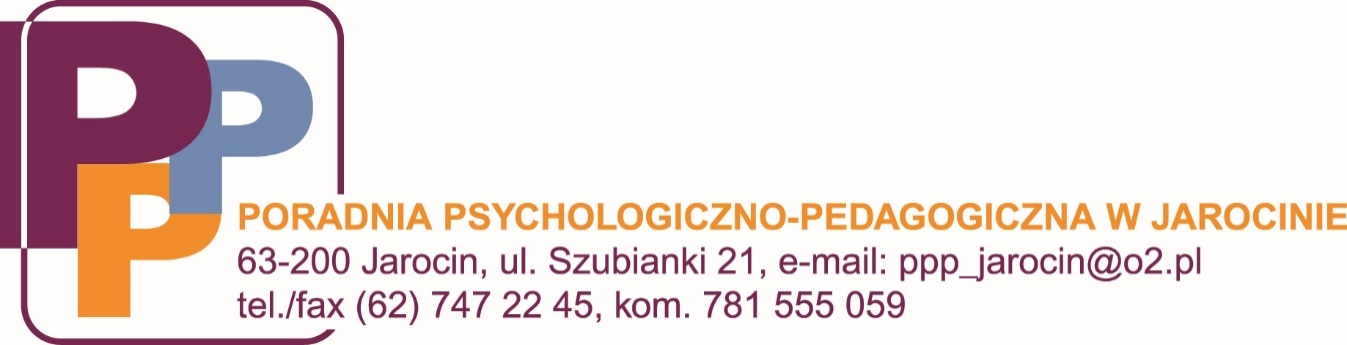 PPP
PORADNIA PSYCHOLOGICZNO-PEDAGOGICZNA W JAROCINIE
63-200 Jarocin, ul. Szubianki 21, e-mail: ppp_jarocin@o2.pl
tel./fax (62) 747 22 45, kom. 781 555 059